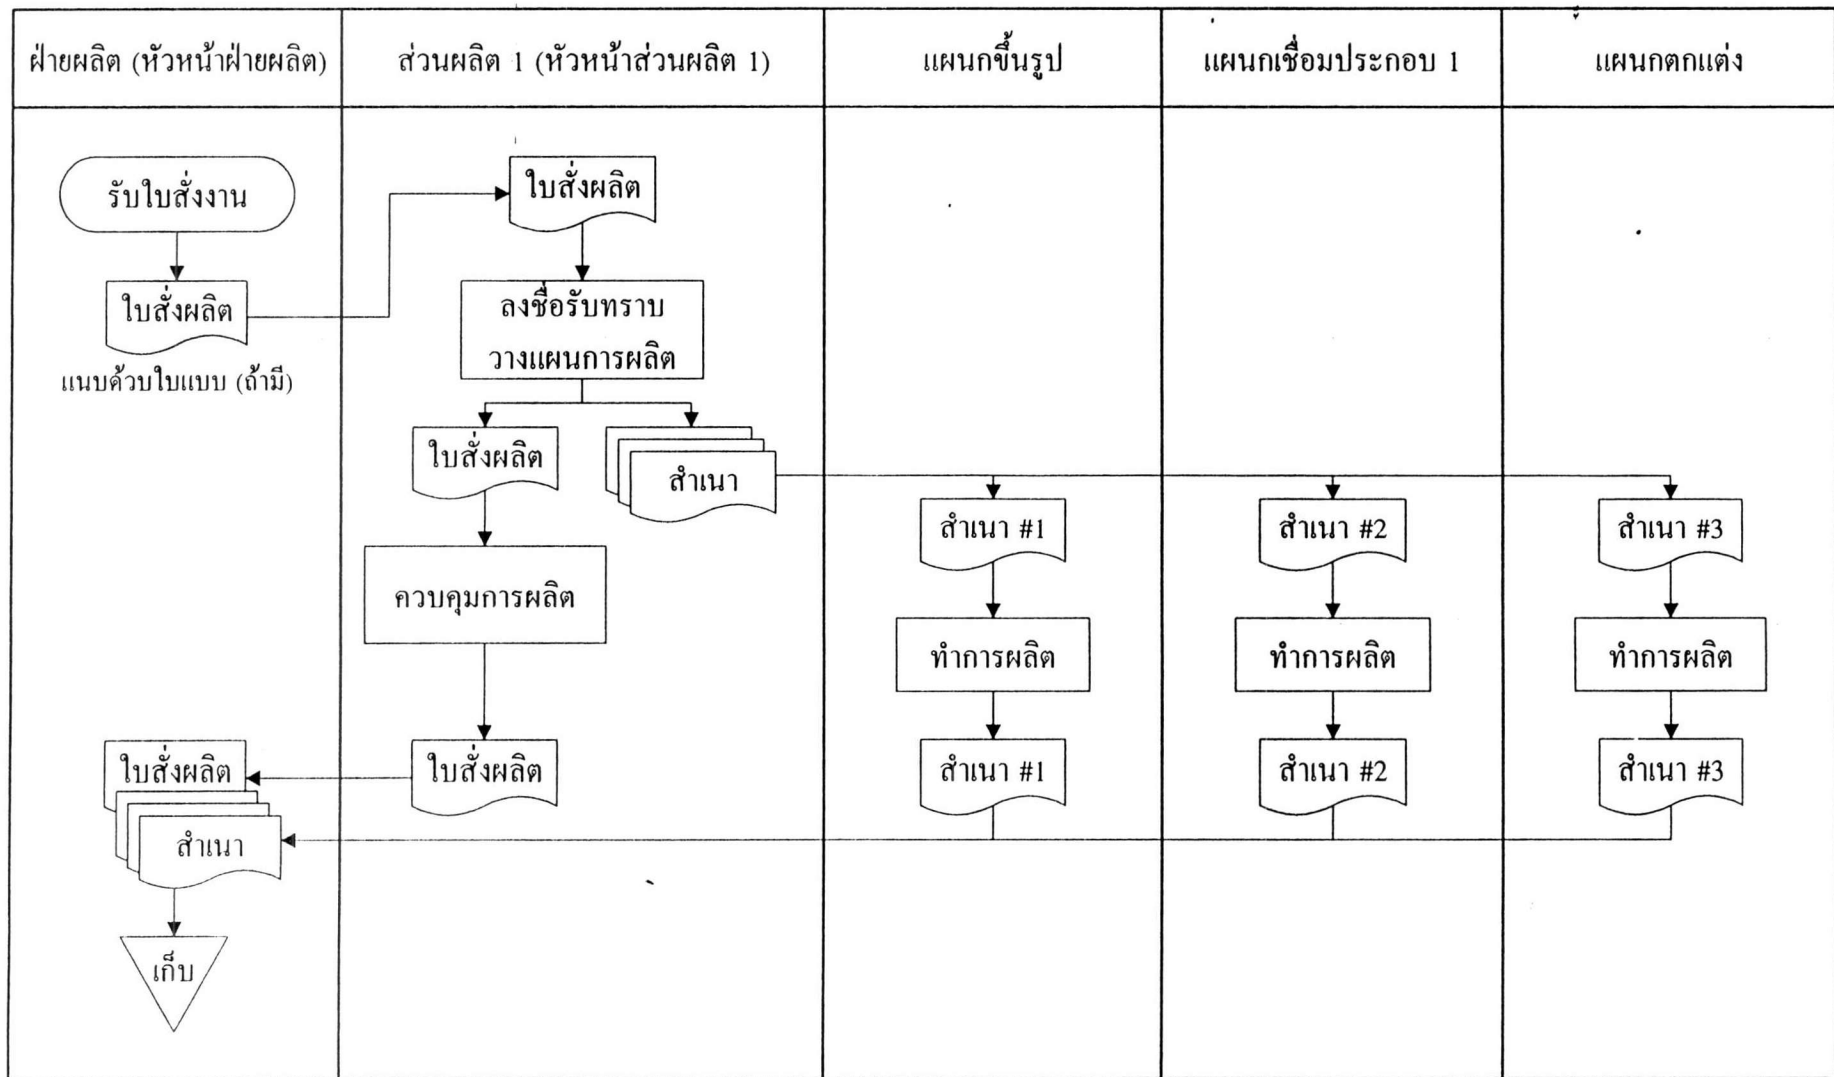 ฝ่ายผลิต (หัวหน้าฝ่ายผลิต)
ส่วนผลิต 1 (หัวหน้าส่วนผลิต 1)
แผนกขึ้นรูป
แผนกเชื่อมประกอบ 1
แผนกตกแต่ง
รับใบสั่งงาน
ใบสั่งผลิต
ใบสั่งผลิต
แนบด้วบใบแบบ (ถ้ามี)
ลงชื่อรับทราบ
วางแผนการผลิต
ใบสั่งผลิต
สำเนา
สำเนา #1
สำเนา #2
สำเนา #3
ควบคุมการผลิต
ทำการผลิต
ทำการผลิต
ทำการผลิต
ใบสั่งผลิต
ใบสั่งผลิต
สำเนา #1
สำเนา #2
สำเนา #3
สำเนา
เก็บ